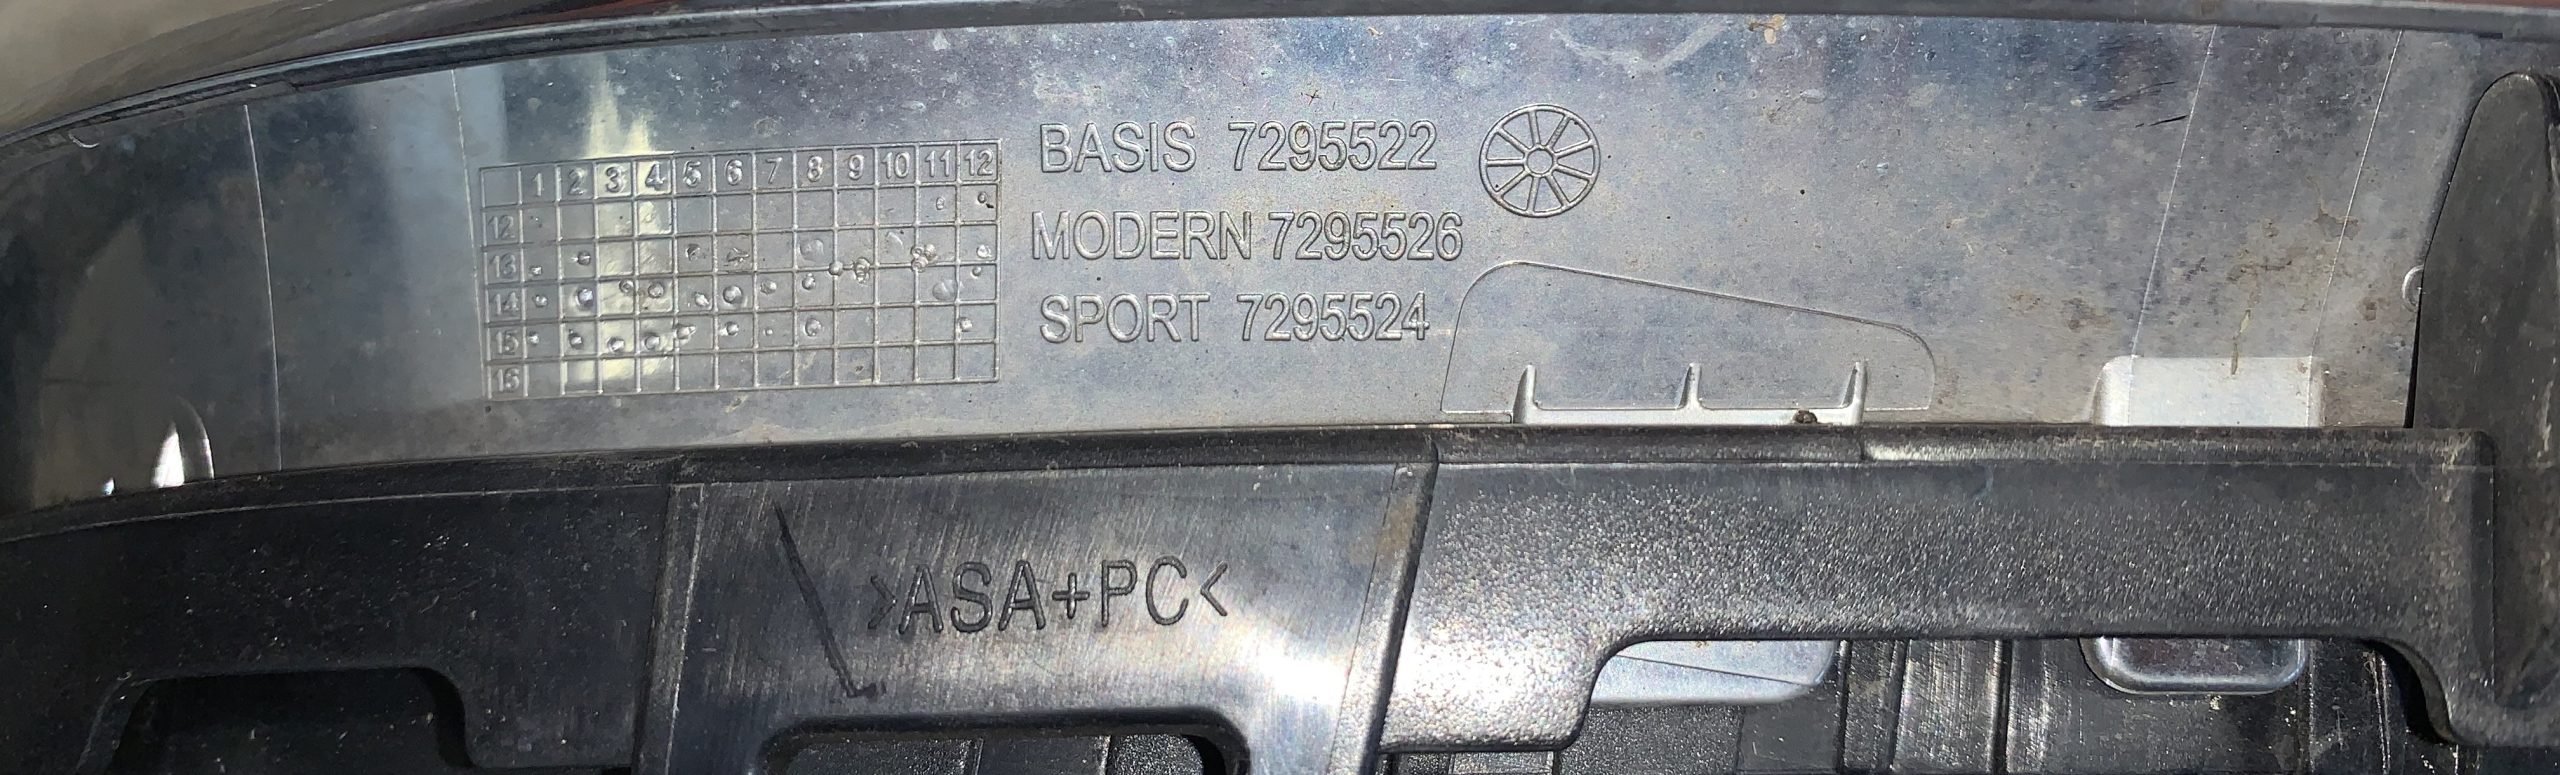 1 2 3 4 5 6 7 8 9 10 11 12
12
13
14
15
16
BASIS 7295522
MODERN 7295526
SPORT 7295524
>ASA+PC<